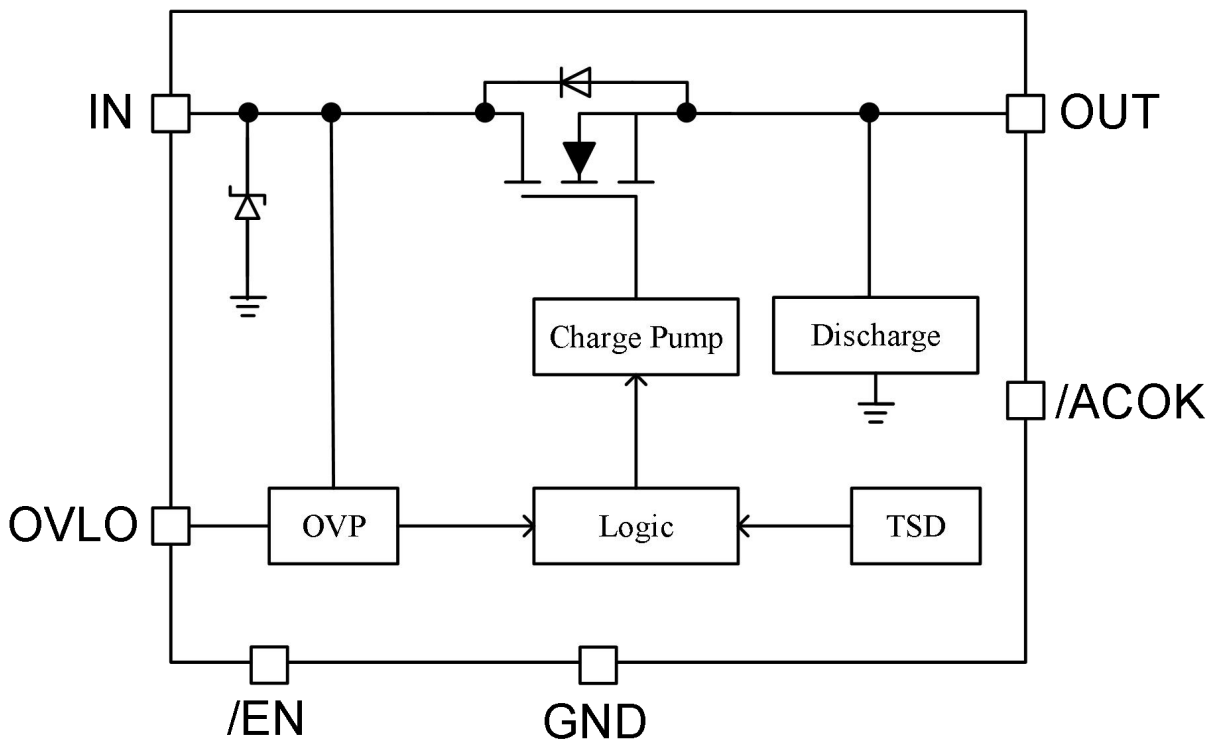 IN
OUT
Charge Pump
Discharge
/ACOK
OVLO
OVP
Logic
TSD
/EN
GND